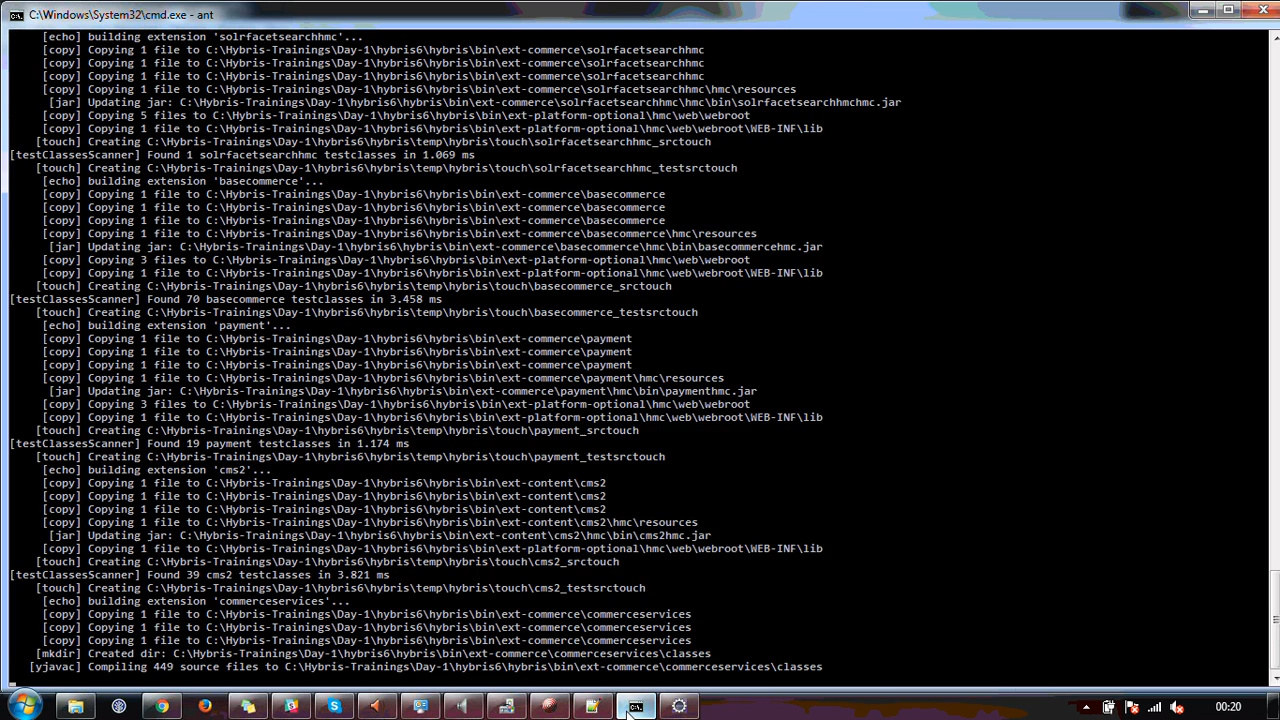 C:\Windows\System32\cmd.exe - ant
[echo] building extension 'solrfacetsearchhmc'...
[copy] Copying 1 file to C:\Hybris-Trainings\Day-1\hybris6\hybris\bin\ext-commerce\solrfacetsearchhmc
[copy] Copying 1 file to C:\Hybris-Trainings\Day-1\hybris6\hybris\bin\ext-commerce\solrfacetsearchhmc
[copy] Copying 1 file to C:\Hybris-Trainings\Day-1\hybris6\hybris\bin\ext-commerce\solrfacetsearchhmc
[copy] Copying 1 file to C:\Hybris-Trainings\Day-1\hybris6\hybris\bin\ext-commerce\solrfacetsearchhmc\hmc\resources
[jar] Updating jar: C:\Hybris-Trainings\Day-1\hybris6\hybris\bin\ext-commerce\solrfacetsearchhmc\hmc\bin\solrfacetsearchhmchmc.jar
[copy] Copying 5 files to C:\Hybris-Trainings\Day-1\hybris6\hybris\bin\ext-platform-optional\hmc\web\webroot
[copy] Copying 1 file to C:\Hybris-Trainings\Day-1\hybris6\hybris\bin\ext-platform-optional\hmc\web\webroot\WEB-INF\lib
[touch] Creating C:\Hybris-Trainings\Day-1\hybris6\hybris\temp\hybris\touch\solrfacetsearchhmc_srctouch
[testClassesScanner] Found 1 solrfacetsearchhmc testclasses in 1.069 ms
[touch] Creating C:\Hybris-Trainings\Day-1\hybris6\hybris\temp\hybris\touch\solrfacetsearchhmc_testsrctouch
[echo] building extension 'basecommerce'...
[copy] Copying 1 file to C:\Hybris-Trainings\Day-1\hybris6\hybris\bin\ext-commerce\basecommerce
[copy] Copying 1 file to C:\Hybris-Trainings\Day-1\hybris6\hybris\bin\ext-commerce\basecommerce
[copy] Copying 1 file to C:\Hybris-Trainings\Day-1\hybris6\hybris\bin\ext-commerce\basecommerce
[copy] Copying 1 file to C:\Hybris-Trainings\Day-1\hybris6\hybris\bin\ext-commerce\basecommerce\hmc\resources
[jar] Updating jar: C:\Hybris-Trainings\Day-1\hybris6\hybris\bin\ext-commerce\basecommerce\hmc\bin\basecommercehmc.jar
[copy] Copying 3 files to C:\Hybris-Trainings\Day-1\hybris6\hybris\bin\ext-platform-optional\hmc\web\webroot
[copy] Copying 1 file to C:\Hybris-Trainings\Day-1\hybris6\hybris\bin\ext-platform-optional\hmc\web\webroot\WEB-INF\lib
[touch] Creating C:\Hybris-Trainings\Day-1\hybris6\hybris\temp\hybris\touch\basecommerce_srctouch
[testClassesScanner] Found 70 basecommerce testclasses in 3.458 ms
[touch] Creating C:\Hybris-Trainings\Day-1\hybris6\hybris\temp\hybris\touch\basecommerce_testsrctouch
[echo] building extension 'payment'...
[copy] Copying 1 file to C:\Hybris-Trainings\Day-1\hybris6\hybris\bin\ext-commerce\payment
[copy] Copying 1 file to C:\Hybris-Trainings\Day-1\hybris6\hybris\bin\ext-commerce\payment
[copy] Copying 1 file to C:\Hybris-Trainings\Day-1\hybris6\hybris\bin\ext-commerce\payment
[copy] Copying 1 file to C:\Hybris-Trainings\Day-1\hybris6\hybris\bin\ext-commerce\payment\hmc\resources
[jar] Updating jar: C:\Hybris-Trainings\Day-1\hybris6\hybris\bin\ext-commerce\payment\hmc\bin\paymenthmc.jar
[copy] Copying 3 files to C:\Hybris-Trainings\Day-1\hybris6\hybris\bin\ext-platform-optional\hmc\web\webroot
[copy] Copying 1 file to C:\Hybris-Trainings\Day-1\hybris6\hybris\bin\ext-platform-optional\hmc\web\webroot\WEB-INF\lib
[touch] Creating C:\Hybris-Trainings\Day-1\hybris6\hybris\temp\hybris\touch\payment_srctouch
[testClassesScanner] Found 19 payment testclasses in 1.174 ms
[touch] Creating C:\Hybris-Trainings\Day-1\hybris6\hybris\temp\hybris\touch\payment_testsrctouch
[echo] building extension 'cms2'...
[copy] Copying 1 file to C:\Hybris-Trainings\Day-1\hybris6\hybris\bin\ext-content\cms2
[copy] Copying 1 file to C:\Hybris-Trainings\Day-1\hybris6\hybris\bin\ext-content\cms2
[copy] Copying 1 file to C:\Hybris-Trainings\Day-1\hybris6\hybris\bin\ext-content\cms2
[copy] Copying 1 file to C:\Hybris-Trainings\Day-1\hybris6\hybris\bin\ext-content\cms2\hmc\resources
[jar] Updating jar: C:\Hybris-Trainings\Day-1\hybris6\hybris\bin\ext-content\cms2\hmc\bin\cms2hmc.jar
[copy] Copying 1 file to C:\Hybris-Trainings\Day-1\hybris6\hybris\bin\ext-platform-optional\hmc\web\webroot\WEB-INF\lib
[touch] Creating C:\Hybris-Trainings\Day-1\hybris6\hybris\temp\hybris\touch\cms2_srctouch
[testClassesScanner] Found 39 cms2 testclasses in 3.821 ms
[touch] Creating C:\Hybris-Trainings\Day-1\hybris6\hybris\temp\hybris\touch\cms2_testsrctouch
[echo] building extension 'commerceservices'...
[copy] Copying 1 file to C:\Hybris-Trainings\Day-1\hybris6\hybris\bin\ext-commerce\commerceservices
[copy] Copying 1 file to C:\Hybris-Trainings\Day-1\hybris6\hybris\bin\ext-commerce\commerceservices
[copy] Copying 1 file to C:\Hybris-Trainings\Day-1\hybris6\hybris\bin\ext-commerce\commerceservices
[mkdir] Created dir: C:\Hybris-Trainings\Day-1\hybris6\hybris\bin\ext-commerce\commerceservices\classes
[yjavac] Compiling 449 source files to C:\Hybris-Trainings\Day-1\hybris6\hybris\bin\ext-commerce\commerceservices\classes
00:20